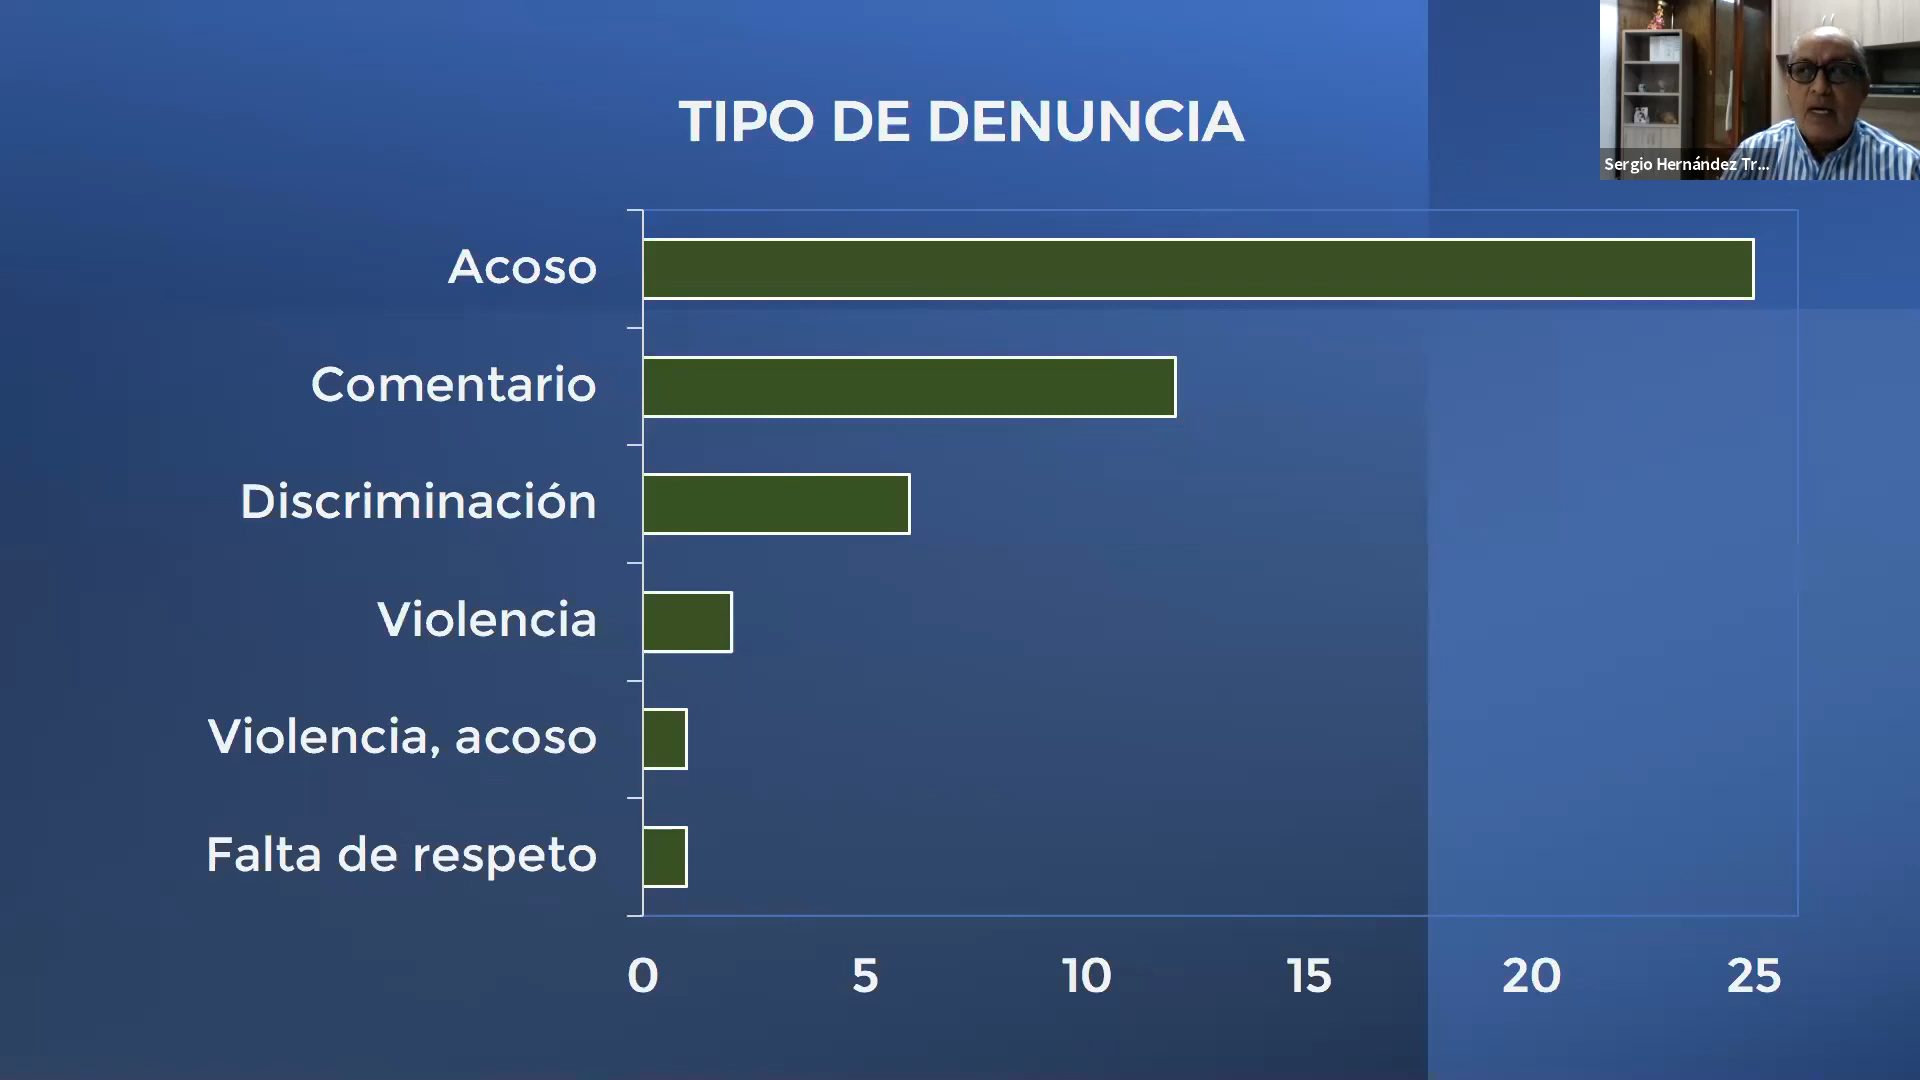 TIPO DE DENUNCIA
Sergio Hernández Tr...
Acoso
Comentario
Discriminación
Violencia
Violencia, acoso
Falta de respeto
0 5 10 15 20 25